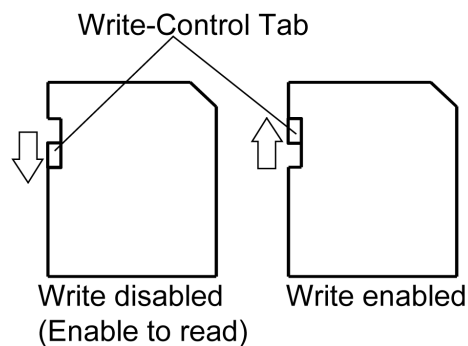 Write-Control Tab
Write disabled
(Enable to read)
Write enabled